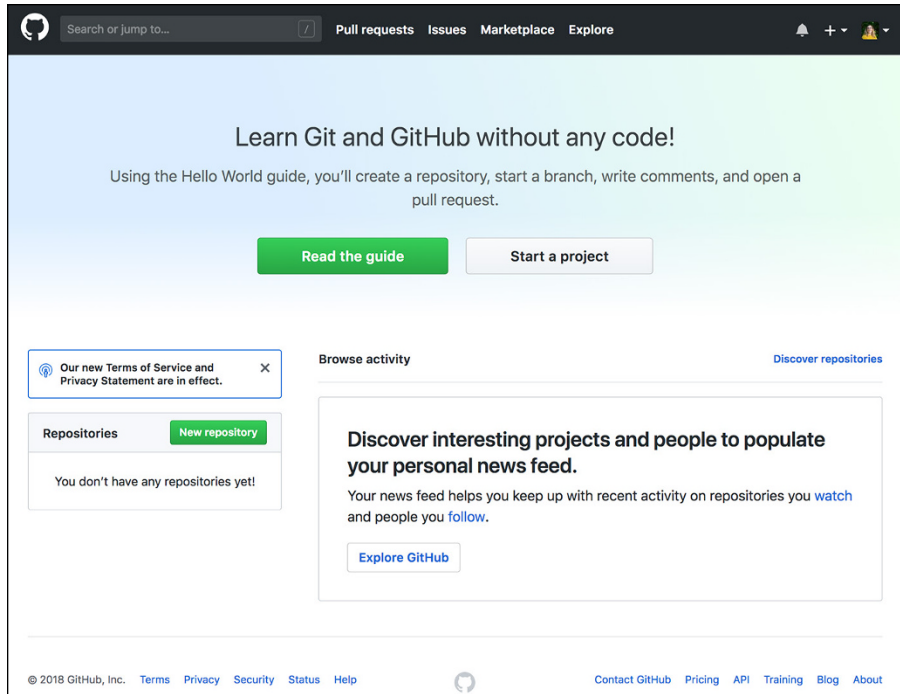 Search or jump to... /
Pull requests Issues Marketplace Explore
Learn Git and GitHub without any code!
Using the Hello World guide, you’ll create a repository, start a branch, write comments, and open a
pull request.
Read the guide
Start a project
Our new Terms of Service and
Privacy Statement are in effect.
Repositories
New repository
You don’t have any repositories yet!
Browse activity
Discover repositories
Discover interesting projects and people to populate
your personal news feed.
Your news feed helps you keep up with recent activity on repositories you watch
and people you follow.
Explore GitHub
© 2018 GitHub, Inc. Terms Privacy Security Status Help
Contact GitHub Pricing API Training Blog About